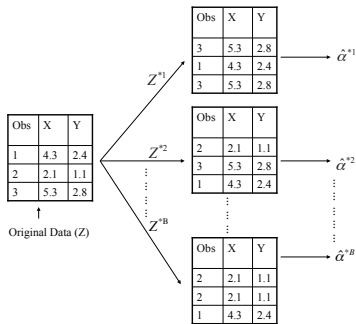 Obs X Y
3 5.3 2.8
1 4.3 2.4
3 5.3 2.8
Z*1
α̂*1
Obs X Y
1 4.3 2.4
2 2.1 1.1
3 5.3 2.8
Original Data (Z)
Z*2
Obs X Y
2 2.1 1.1
3 5.3 2.8
1 4.3 2.4
α̂*2
Z*B
Obs X Y
2 2.1 1.1
2 2.1 1.1
1 4.3 2.4
α̂*B